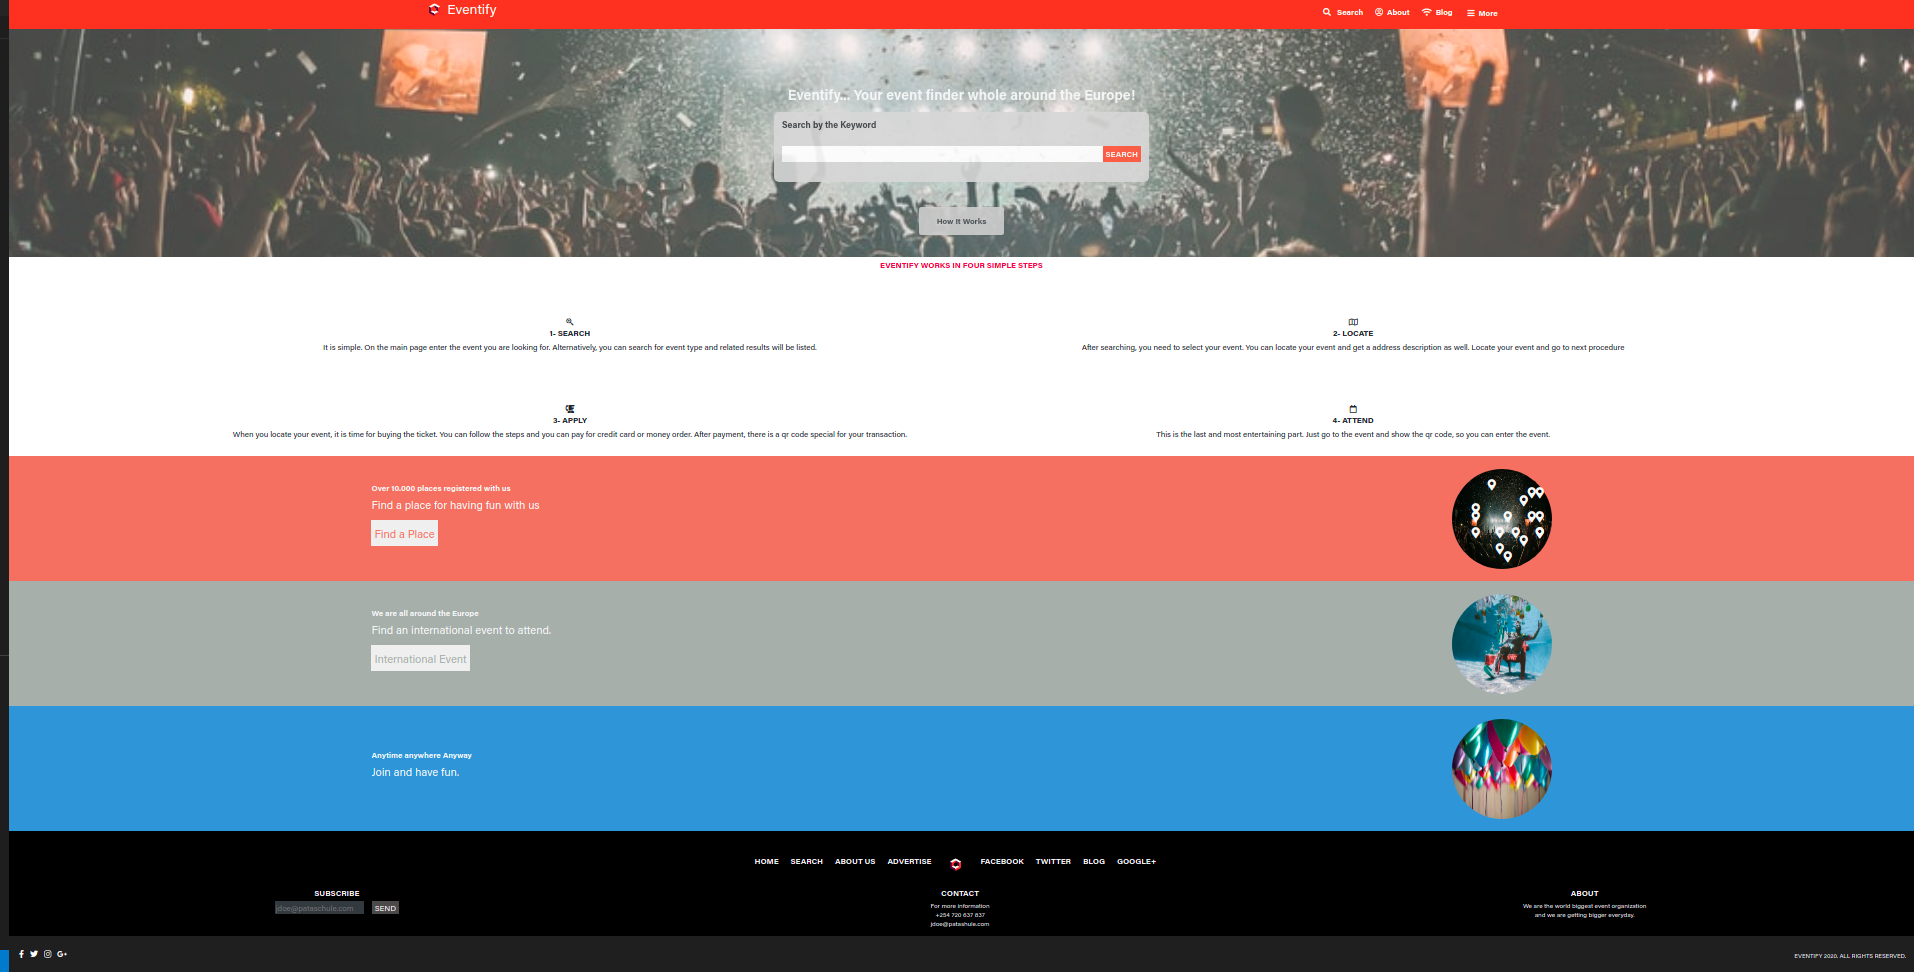 Eventify
Search About Blog More
Eventify... Your event finder whole around the Europe!
Search by the Keyword
SEARCH
How It Works
EVENTIFY WORKS IN FOUR SIMPLE STEPS
1- SEARCH
It is simple. On the main page enter the event you are looking for. Alternatively, you can search for event type and related results will be listed.
2- LOCATE
After searching, you need to select your event. You can locate your event and get a address description as well. Locate your event and go to next procedure
3- APPLY
When you locate your event, it is time for buying the ticket. You can follow the steps and you can pay for credit card or money order. After payment, there is a qr code special for your transaction.
4- ATTEND
This is the last and most entertaining part. Just go to the event and show the qr code, so you can enter the event.
Over 10.000 places registered with us
Find a place for having fun with us
Find a Place
We are all around the Europe
Find an international event to attend.
International Event
Anytime anywhere Anyway
Join and have fun.
HOME SEARCH ABOUT US ADVERTISE FACEBOOK TWITTER BLOG GOOGLE+
SUBSCRIBE
jdoe@pataschule.com SEND
CONTACT
For more information
+254 720 637 837
jdoe@patashule.com
ABOUT
We are the world biggest event organization
and we are getting bigger everyday.
EVENTIFY 2020. ALL RIGHTS RESERVED.